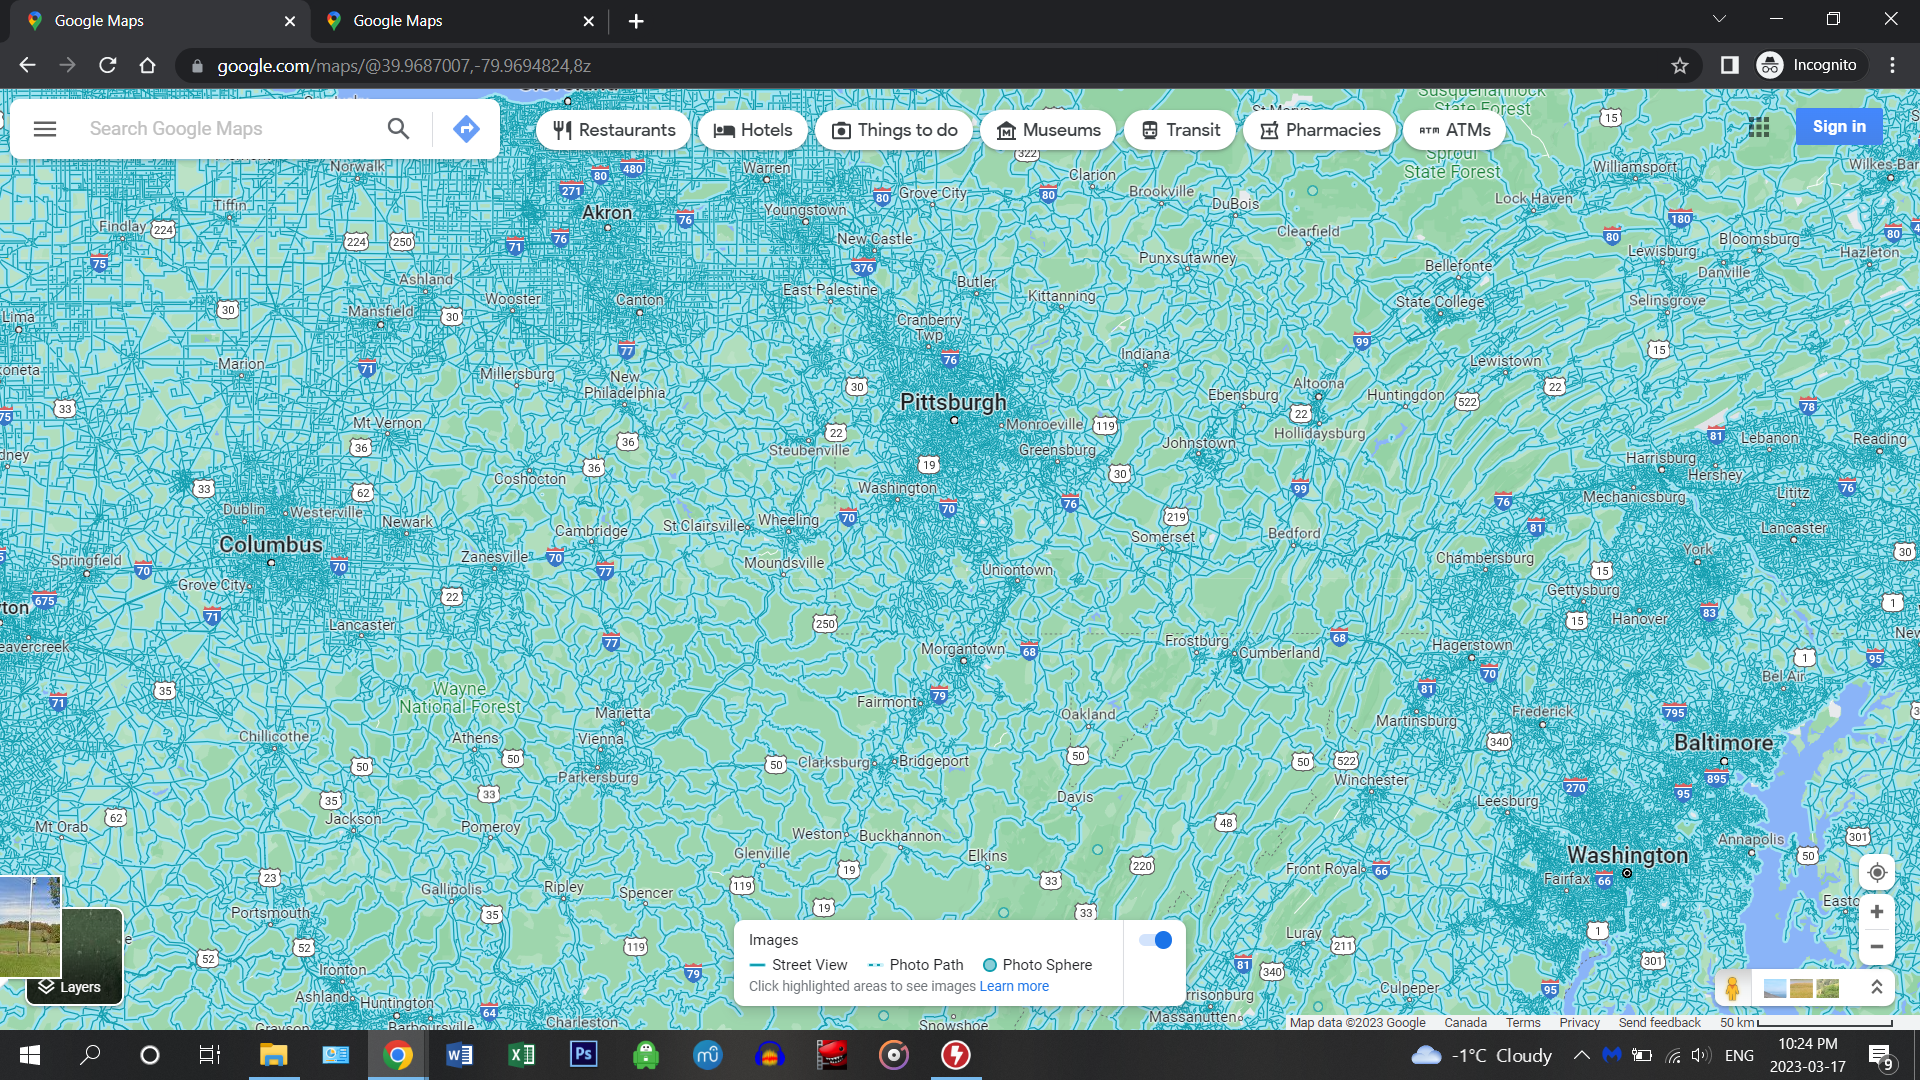 Google Maps
Google Maps
google.com/maps/@39.9687007,-79.9694824,8z
Incognito
Search Google Maps
Restaurants
Hotels
Things to do
Museums
Transit
Pharmacies
ATM ATMs
Sign in
Susquehannock
State Forest
Sproul
State Forest
Norwalk
Warren
Clarion
Brookville
DuBois
Williamsport
Lock Haven
Grove City
Tiffin
Akron
Youngstown
Findlay
New Castle
Clearfield
Lewisburg
Bloomsburg
Danville
Hazleton
Punxsutawney
Bellefonte
Ashland
Wooster
Canton
East Palestine
Butler
Kittanning
State College
Selinsgrove
Lima
Mansfield
Cranberry
Twp
Marion
Millersburg
New
Philadelphia
Indiana
Lewistown
Altoona
Ebensburg
Huntingdon
Pittsburgh
Mt Vernon
Monroeville
Hollidaysburg
Steubenville
Greensburg
Johnstown
Lebanon
Reading
Harrisburg
Hershey
Coshocton
Washington
Mechanicsburg
Lititz
Dublin
Westerville
Newark
Cambridge
St Clairsville
Wheeling
Somerset
Bedford
Lancaster
Columbus
Springfield
Zanesville
Moundsville
Uniontown
Chambersburg
York
Grove City
Gettysburg
Hanover
Lancaster
Morgantown
Frostburg
Cumberland
Hagerstown
Bel Air
Wayne
National Forest
Marietta
Fairmont
Oakland
Martinsburg
Frederick
Chillicothe
Athens
Vienna
Parkersburg
Clarksburg
Bridgeport
Winchester
Baltimore
Davis
Leesburg
Mt Orab
Jackson
Pomeroy
Weston
Buckhannon
Annapolis
Glenville
Elkins
Front Royal
Washington
Fairfax
Gallipolis
Ripley
Spencer
Portsmouth
Luray
Ironton
Ashland
Huntington
Culpeper
Barboursville
Charleston
Snowshoe
Massanutten
Layers
Images
Street View
Photo Path
Photo Sphere
Click highlighted areas to see images Learn more
Map data ©2023 Google
Canada
Terms
Privacy
Send feedback
50 km
-1°C Cloudy
ENG
10:24 PM
2023-03-17
9